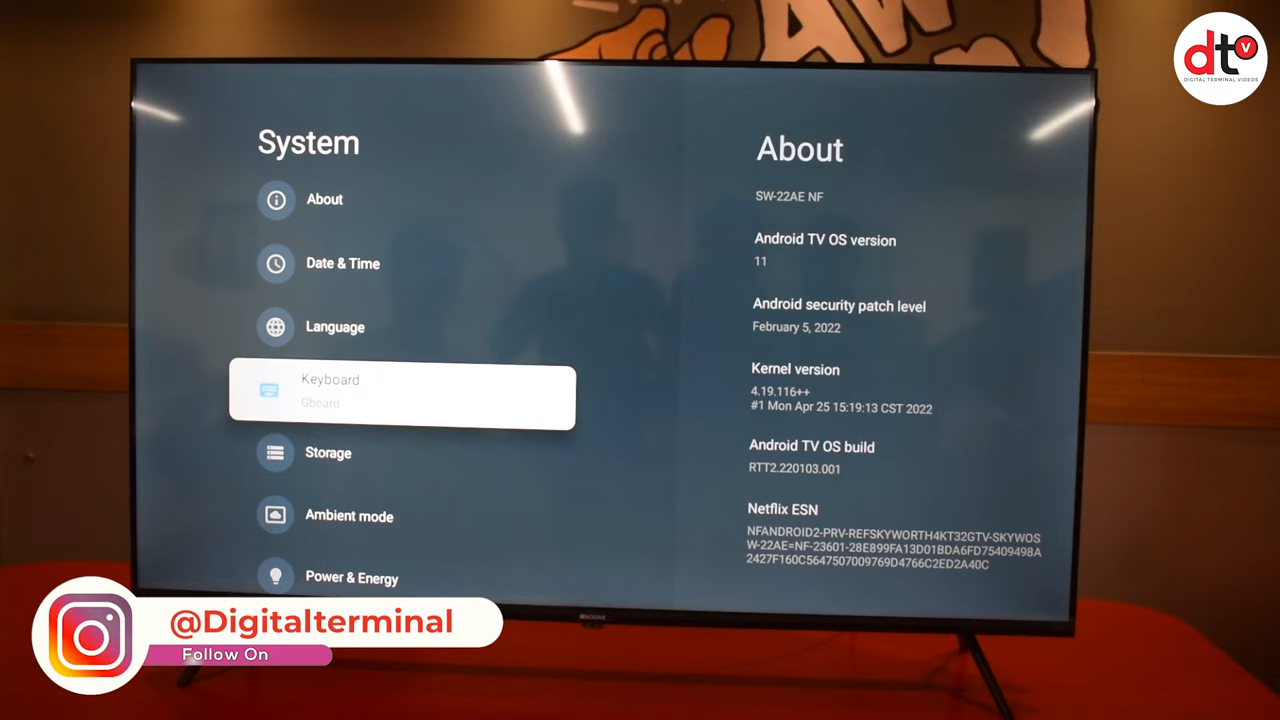 dtv
DIGITAL TERMINAL VIDEOS
System
About
Date & Time
Language
Keyboard
Gboard
Storage
Ambient mode
Power & Energy
About
SW-22AE NF
Android TV OS version
11
Android security patch level
February 5, 2022
Kernel version
4.19.116++
#1 Mon Apr 25 15:19:13 CST 2022
Android TV OS build
RTT2.220103.001
Netflix ESN
NFANDROID2-PRV-REFSKYWORTH4KT32GTV-SKYWOS
W-22AE=NF-23601-28E899FA13D01BDA6FD75409498A
2427F160C5647507009769D4766C2ED2A40C
KODAK
@Digitalterminal
Follow On